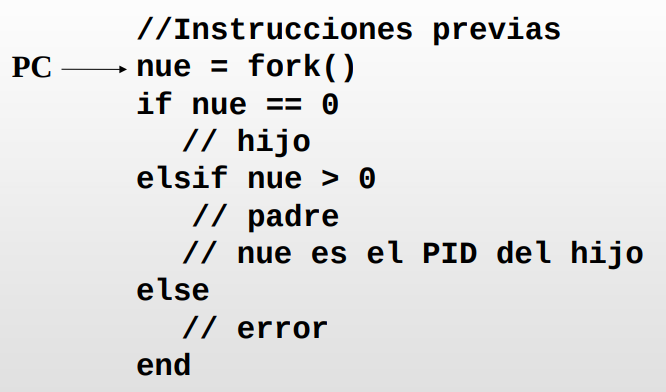 //Instrucciones previas
PC nue = fork()
if nue == 0
// hijo
elsif nue > 0
// padre
// nue es el PID del hijo
else
// error
end